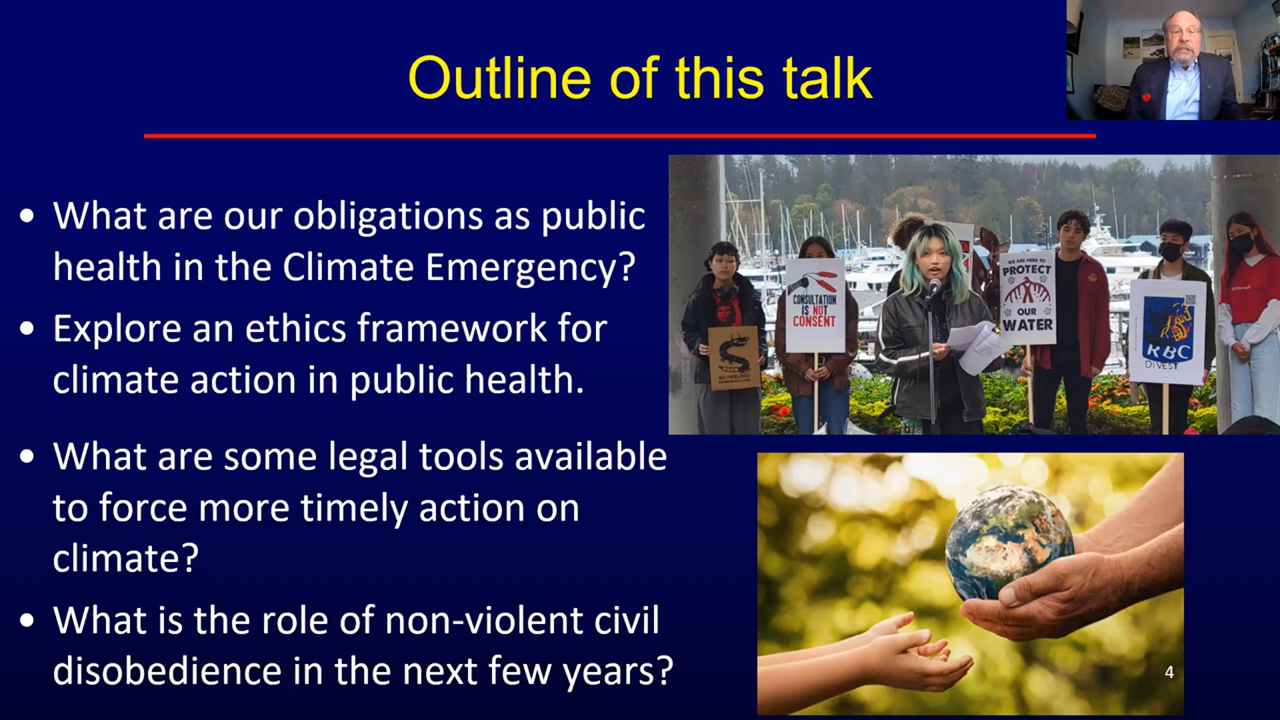 Outline of this talk
• What are our obligations as public
health in the Climate Emergency?
• Explore an ethics framework for
climate action in public health.
• What are some legal tools available
to force more timely action on
climate?
• What is the role of non-violent civil
disobedience in the next few years?
CONSULTATION
IS NOT
CONSENT
WE ARE HERE TO
PROTECT
OUR
WATER
RBC
DIVEST
4